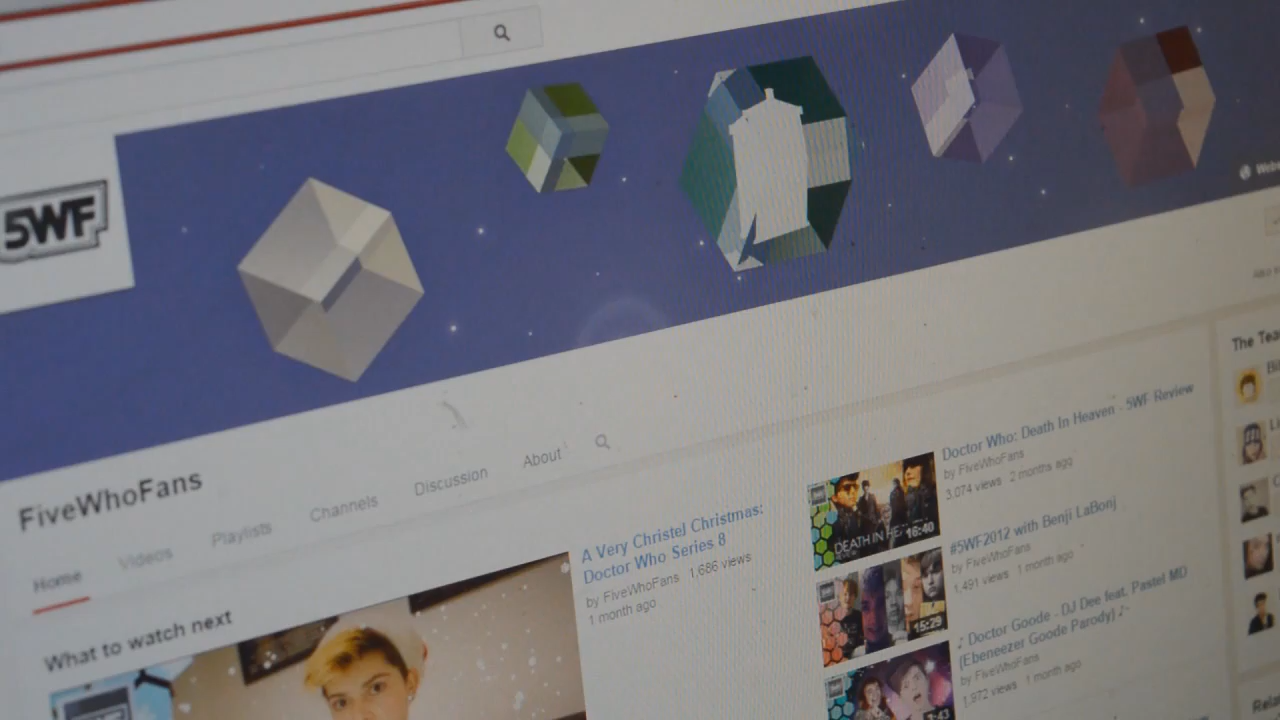 5WF
FiveWhoFans
Home
Videos
Playlists
Channels
Discussion
About
What to watch next
A Very Christel Christmas:
Doctor Who Series 8
by FiveWhoFans 1,686 views
1 month ago
DEATH IN HEAVEN
16:40
Doctor Who: Death In Heaven - 5WF Review
by FiveWhoFans
3,074 views 2 months ago
15:29
#5WF2012 with Benji LaBonj
by FiveWhoFans
1,491 views 1 month ago
♪ Doctor Goode - DJ Dee feat. Pastel MD
(Ebeneezer Goode Parody) ♪
by FiveWhoFans
1,972 views 1 month ago
The Tea